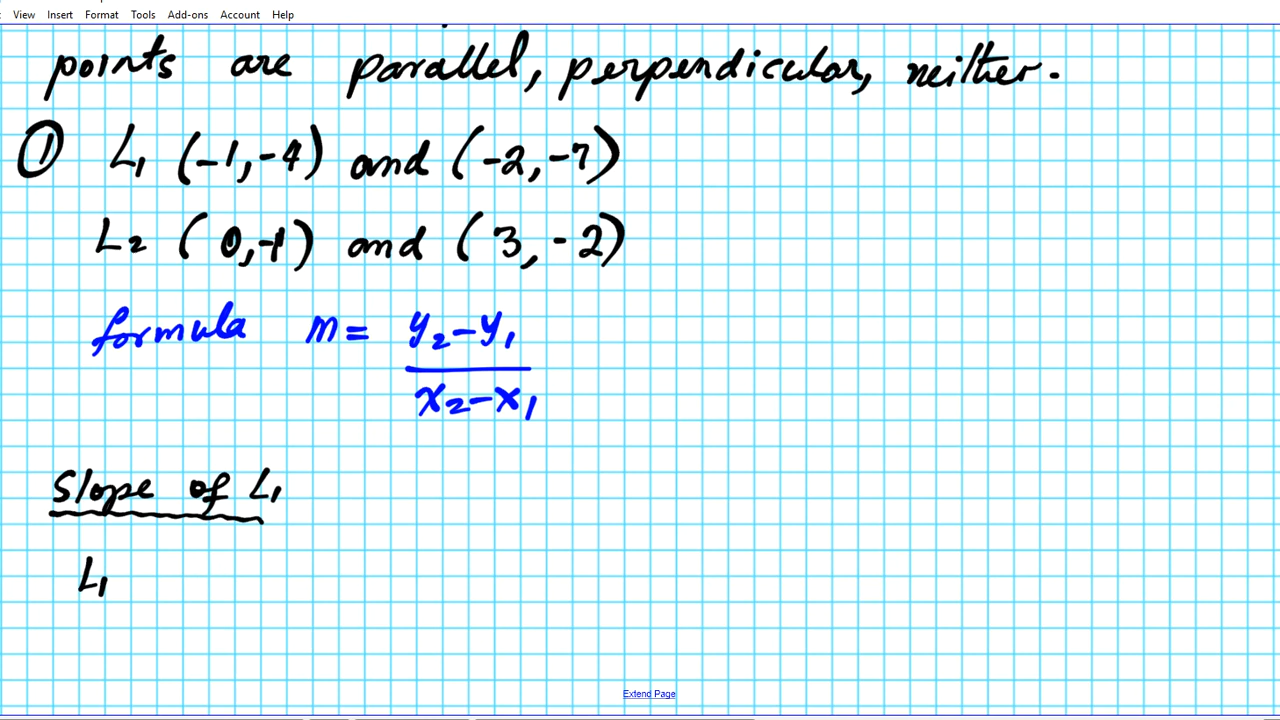 View Insert Format Tools Add-ons Account Help
points are parallel, perpendicular, neither.
① L₁ (-1,-4) and (-2,-7)
L₂ (0,-1) and (3,-2)
formula m = y₂-y₁
x₂-x₁
Slope of L₁
L₁
Extend Page